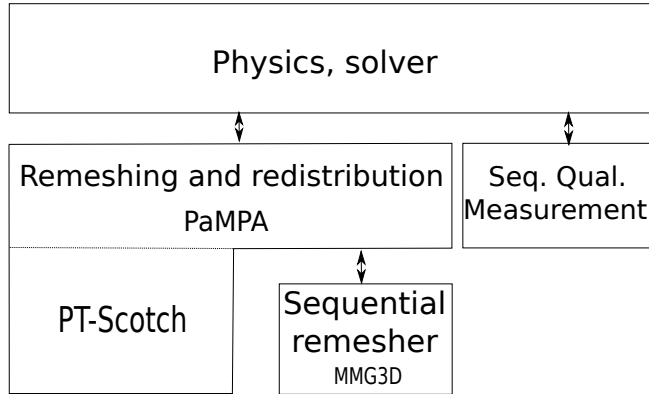 Physics, solver
Remeshing and redistribution
PaMPA
Seq. Qual.
Measurement
PT-Scotch
Sequential
remesher
MMG3D